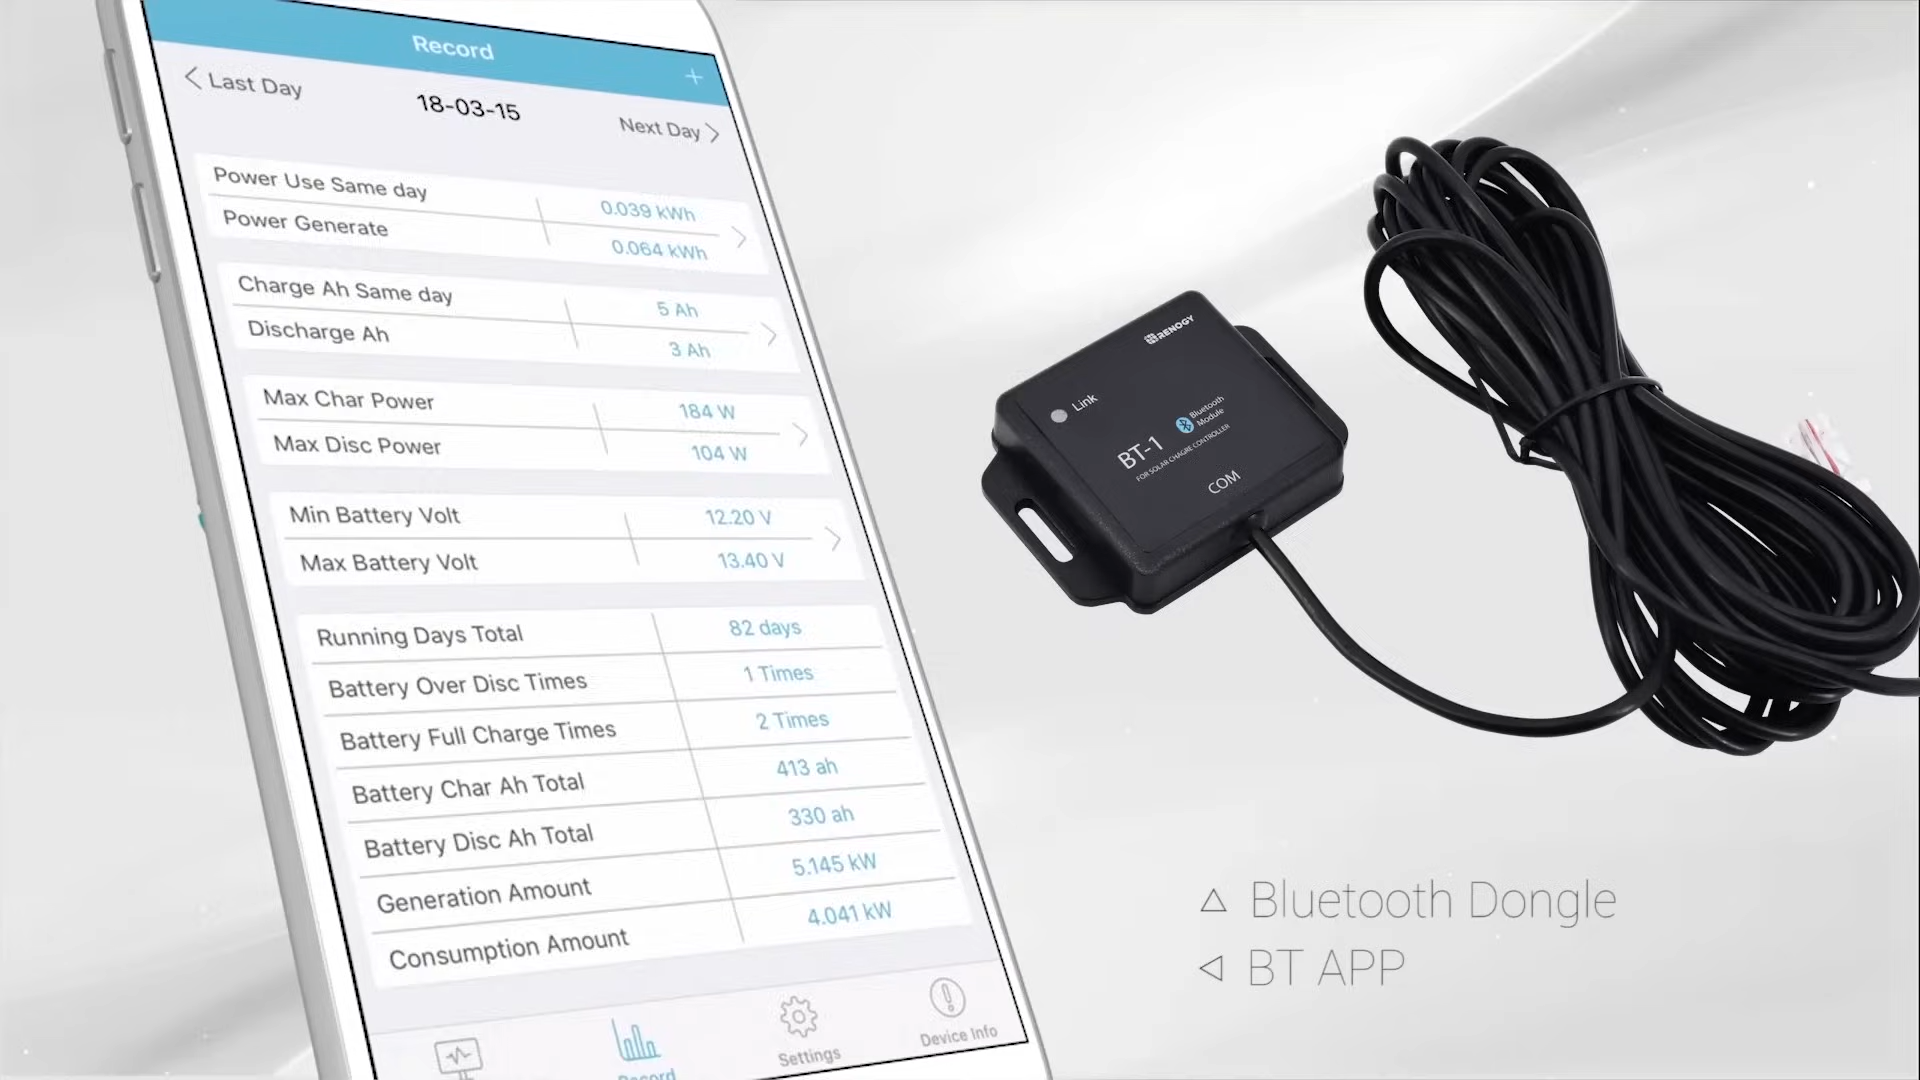 Record
+
< Last Day
18-03-15
Next Day >
Power Use Same day 0.039 kWh
Power Generate 0.064 kWh
Charge Ah Same day 5 Ah
Discharge Ah 3 Ah
Max Char Power 184 W
Max Disc Power 104 W
Min Battery Volt 12.20 V
Max Battery Volt 13.40 V
Running Days Total 82 days
Battery Over Disc Times 1 Times
Battery Full Charge Times 2 Times
Battery Char Ah Total 413 ah
Battery Disc Ah Total 330 ah
Generation Amount 5.145 kW
Consumption Amount 4.041 kW
Record
Settings
Device Info
RENOGY
Link
BT-1
Bluetooth
Module
FOR SOLAR CHAGRE CONTROLLER
COM
△ Bluetooth Dongle
◁ BT APP